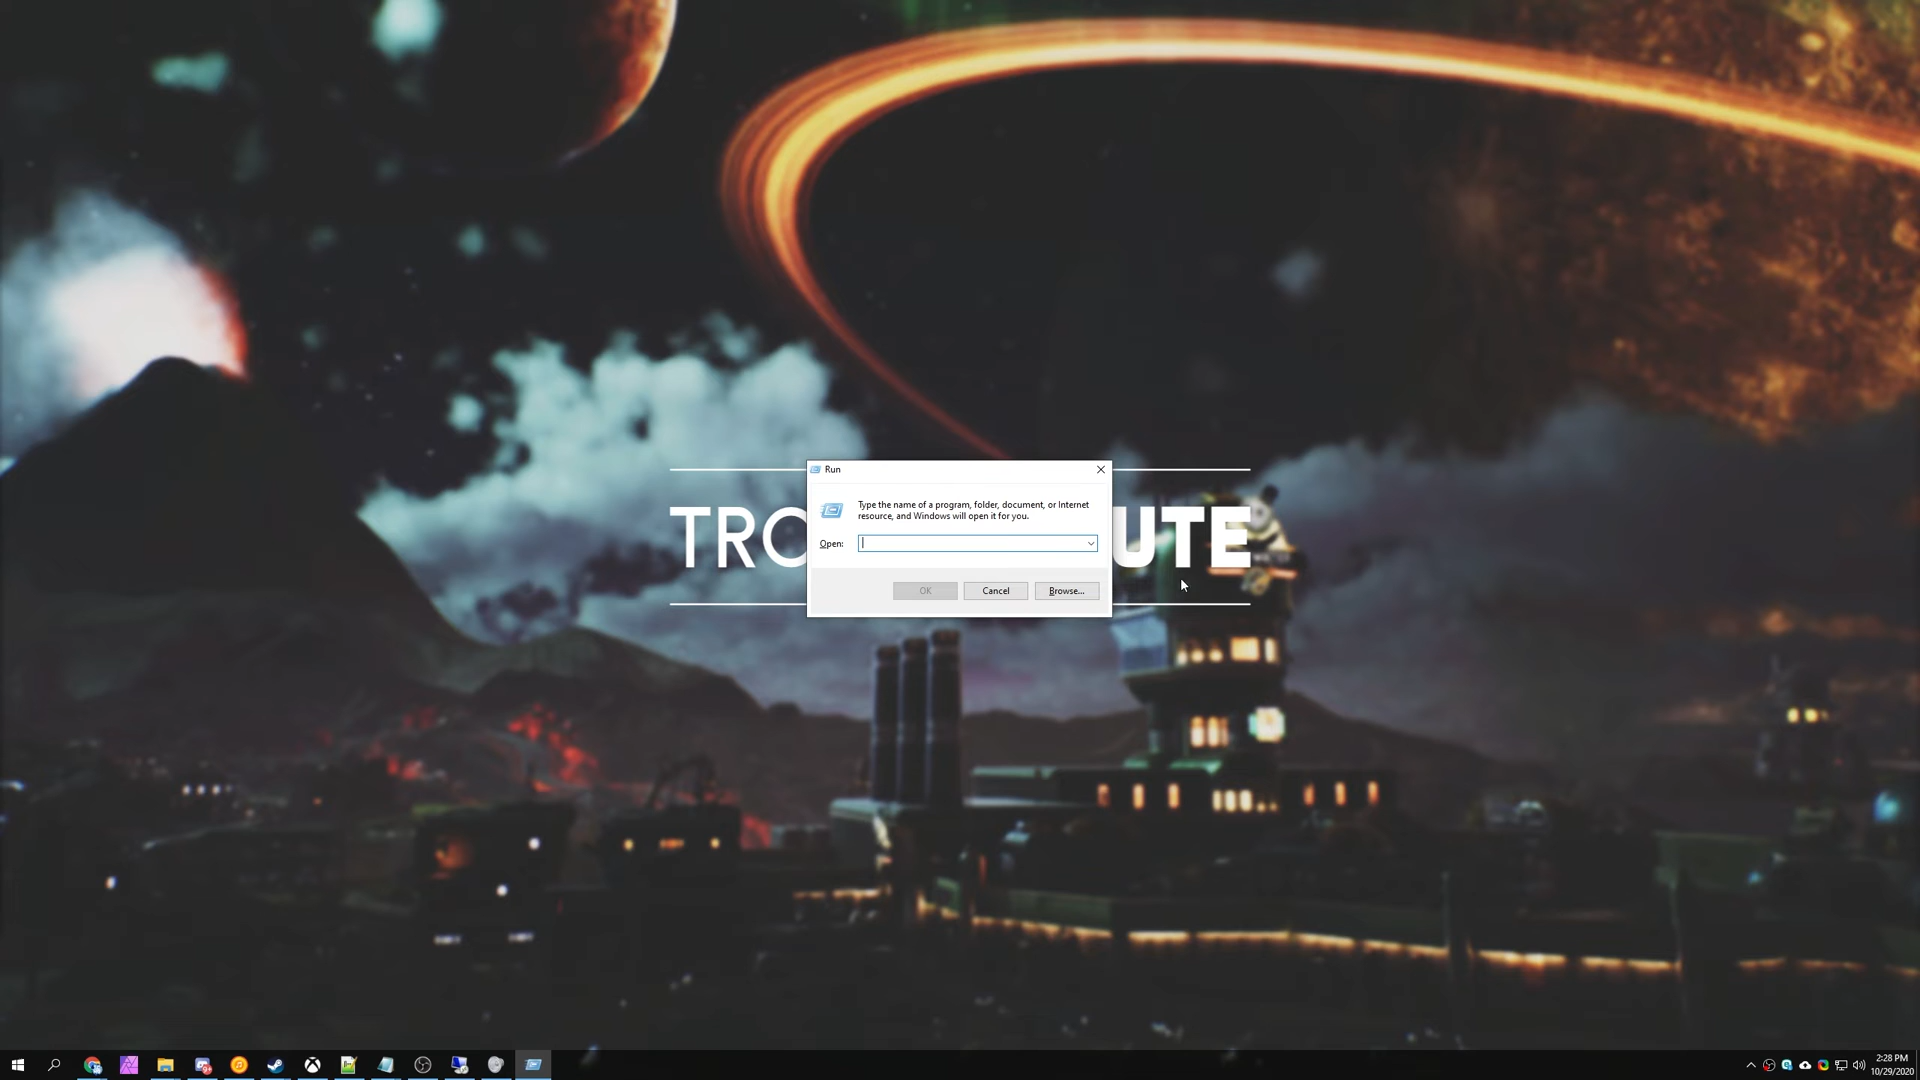 Run
Type the name of a program, folder, document, or Internet
resource, and Windows will open it for you.
TRO
UTE
Open:
OK
Cancel
Browse...
2:28 PM
10/29/2020